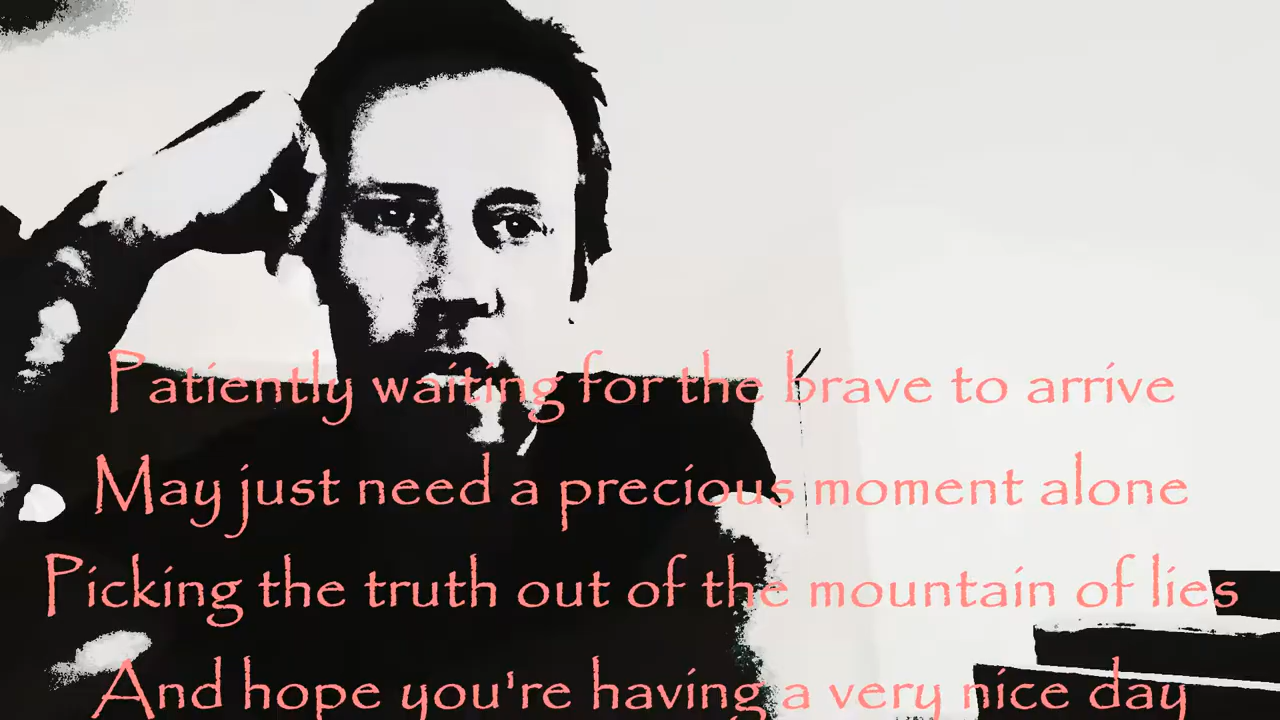 Patiently waiting for the brave to arrive
May just need a precious moment alone
Picking the truth out of the mountain of lies
And hope you're having a very nice day